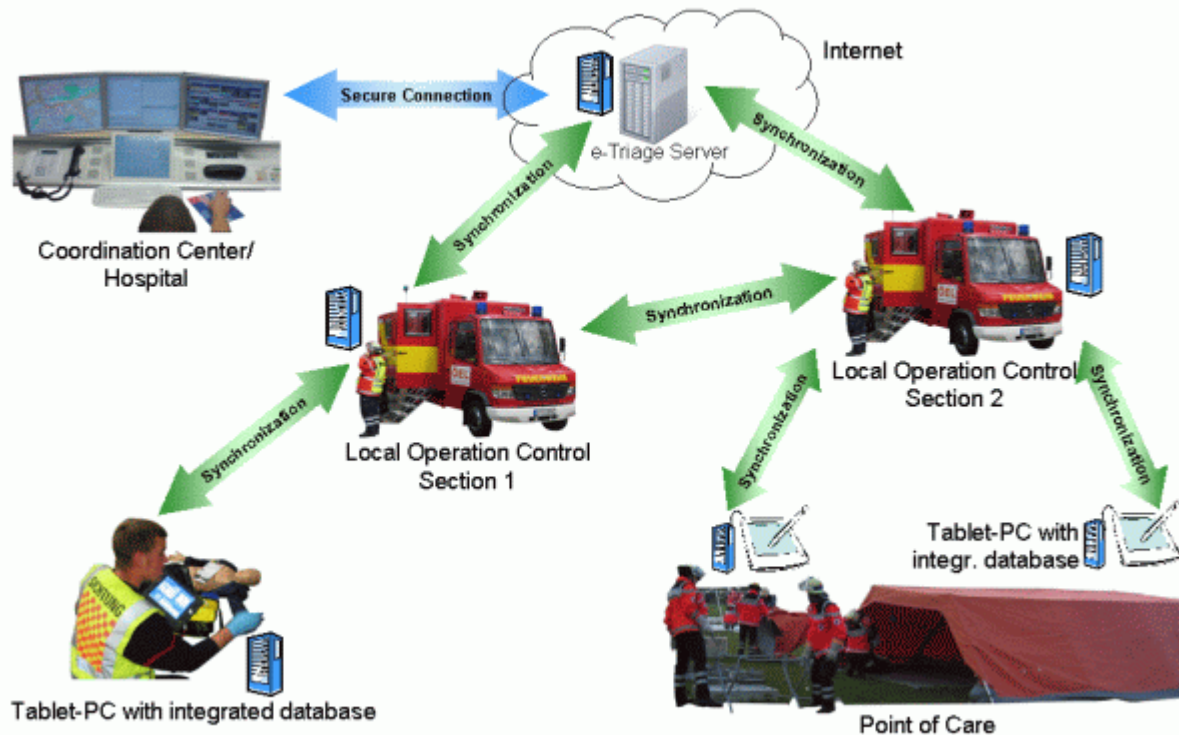 Internet
Secure Connection
e-Triage Server
Synchronization
Synchronization
Coordination Center/
Hospital
Synchronization
Local Operation Control
Section 2
Local Operation Control
Section 1
Synchronization
Synchronization
Synchronization
Tablet-PC with
integr. database
Tablet-PC with integrated database
Point of Care